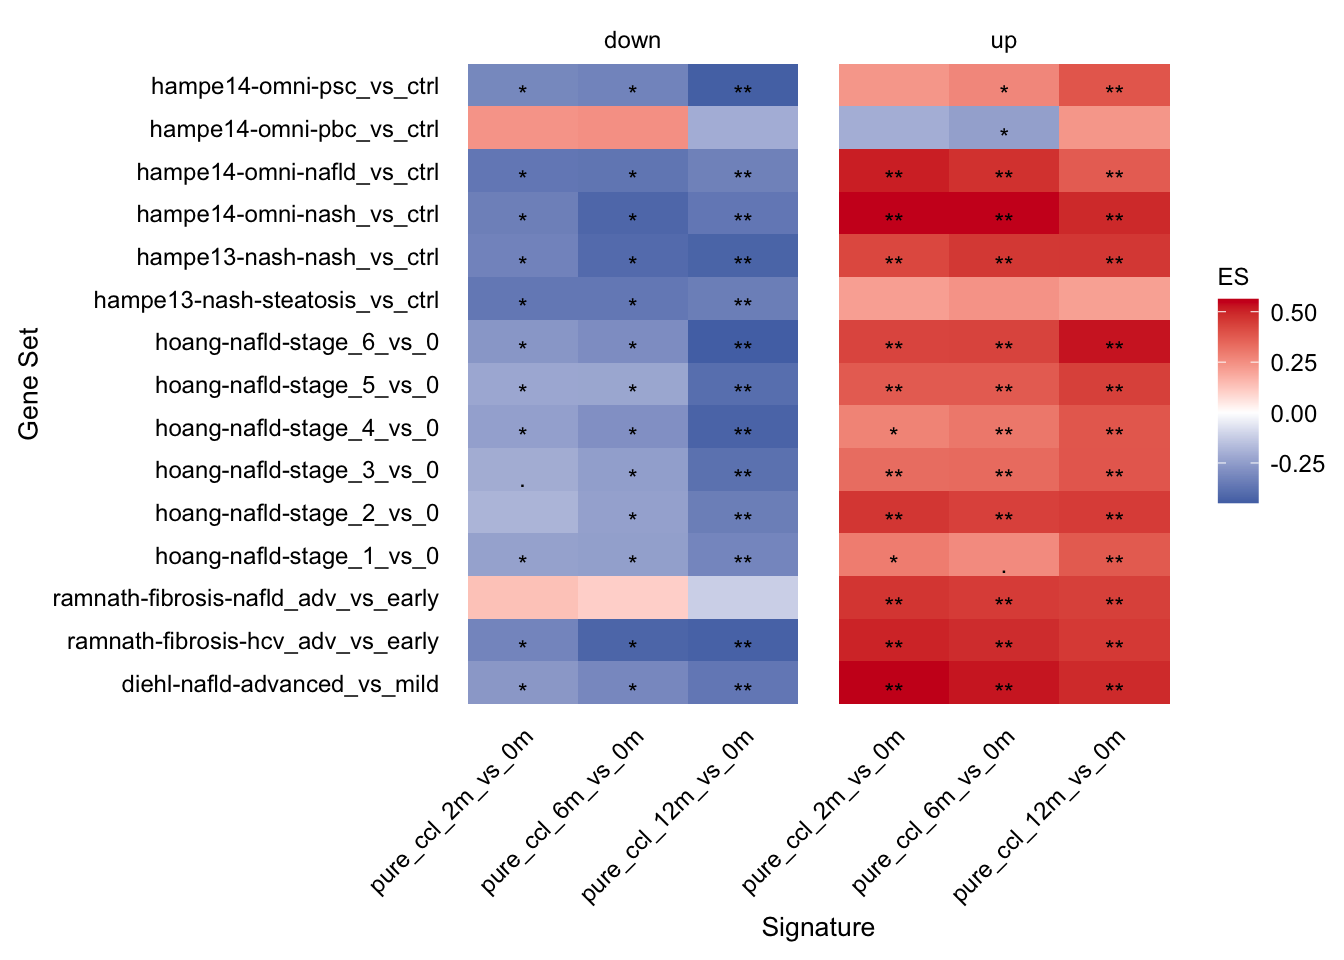 down up
hampe14-omni-psc_vs_ctrl * * ** * **
hampe14-omni-pbc_vs_ctrl *
hampe14-omni-nafld_vs_ctrl * * ** ** ** **
hampe14-omni-nash_vs_ctrl * * ** ** ** **
hampe13-nash-nash_vs_ctrl * * ** ** ** **
hampe13-nash-steatosis_vs_ctrl * * **
hoang-nafld-stage_6_vs_0 * * ** ** ** **
hoang-nafld-stage_5_vs_0 * * ** ** ** **
hoang-nafld-stage_4_vs_0 * * ** * ** **
hoang-nafld-stage_3_vs_0 . * ** ** ** **
hoang-nafld-stage_2_vs_0 * ** ** ** **
hoang-nafld-stage_1_vs_0 * * ** * . **
ramnath-fibrosis-nafld_adv_vs_early ** ** **
ramnath-fibrosis-hcv_adv_vs_early * * ** ** ** **
diehl-nafld-advanced_vs_mild * * ** ** ** **
Gene Set
pure_ccl_2m_vs_0m
pure_ccl_6m_vs_0m
pure_ccl_12m_vs_0m
pure_ccl_2m_vs_0m
pure_ccl_6m_vs_0m
pure_ccl_12m_vs_0m
Signature
ES
0.50
0.25
0.00
-0.25